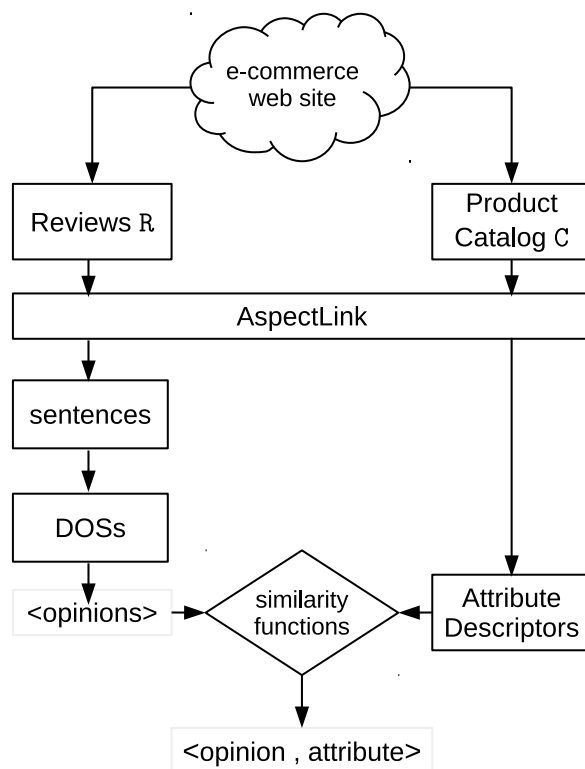 e-commerce
web site
Reviews R
Product
Catalog C
AspectLink
sentences
DOSs
<opinions>
similarity
functions
Attribute
Descriptors
<opinion , attribute>